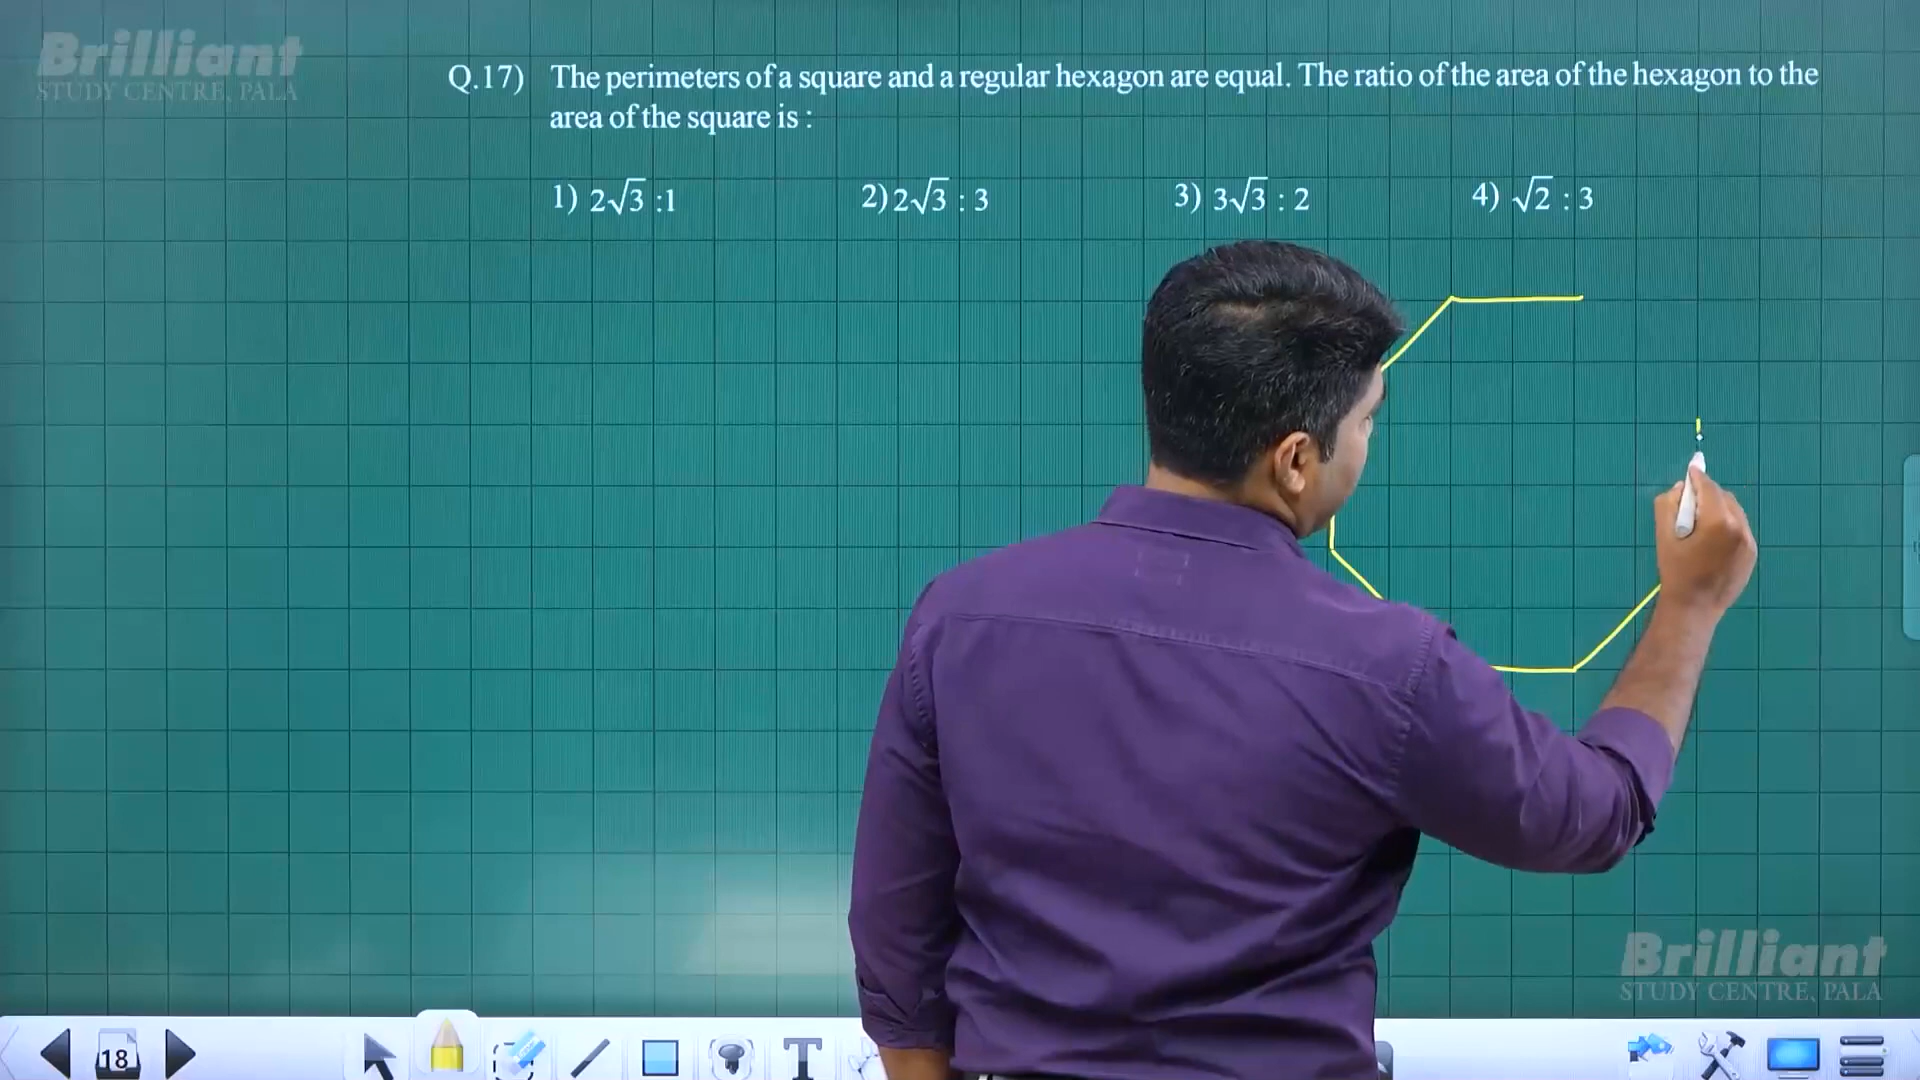 Brilliant
STUDY CENTRE, PALA
Q.17) The perimeters of a square and a regular hexagon are equal. The ratio of the area of the hexagon to the
area of the square is :
1) 2√3 :1 2) 2√3 : 3 3) 3√3 : 2 4) √2 : 3
Brilliant
STUDY CENTRE, PALA
18 T